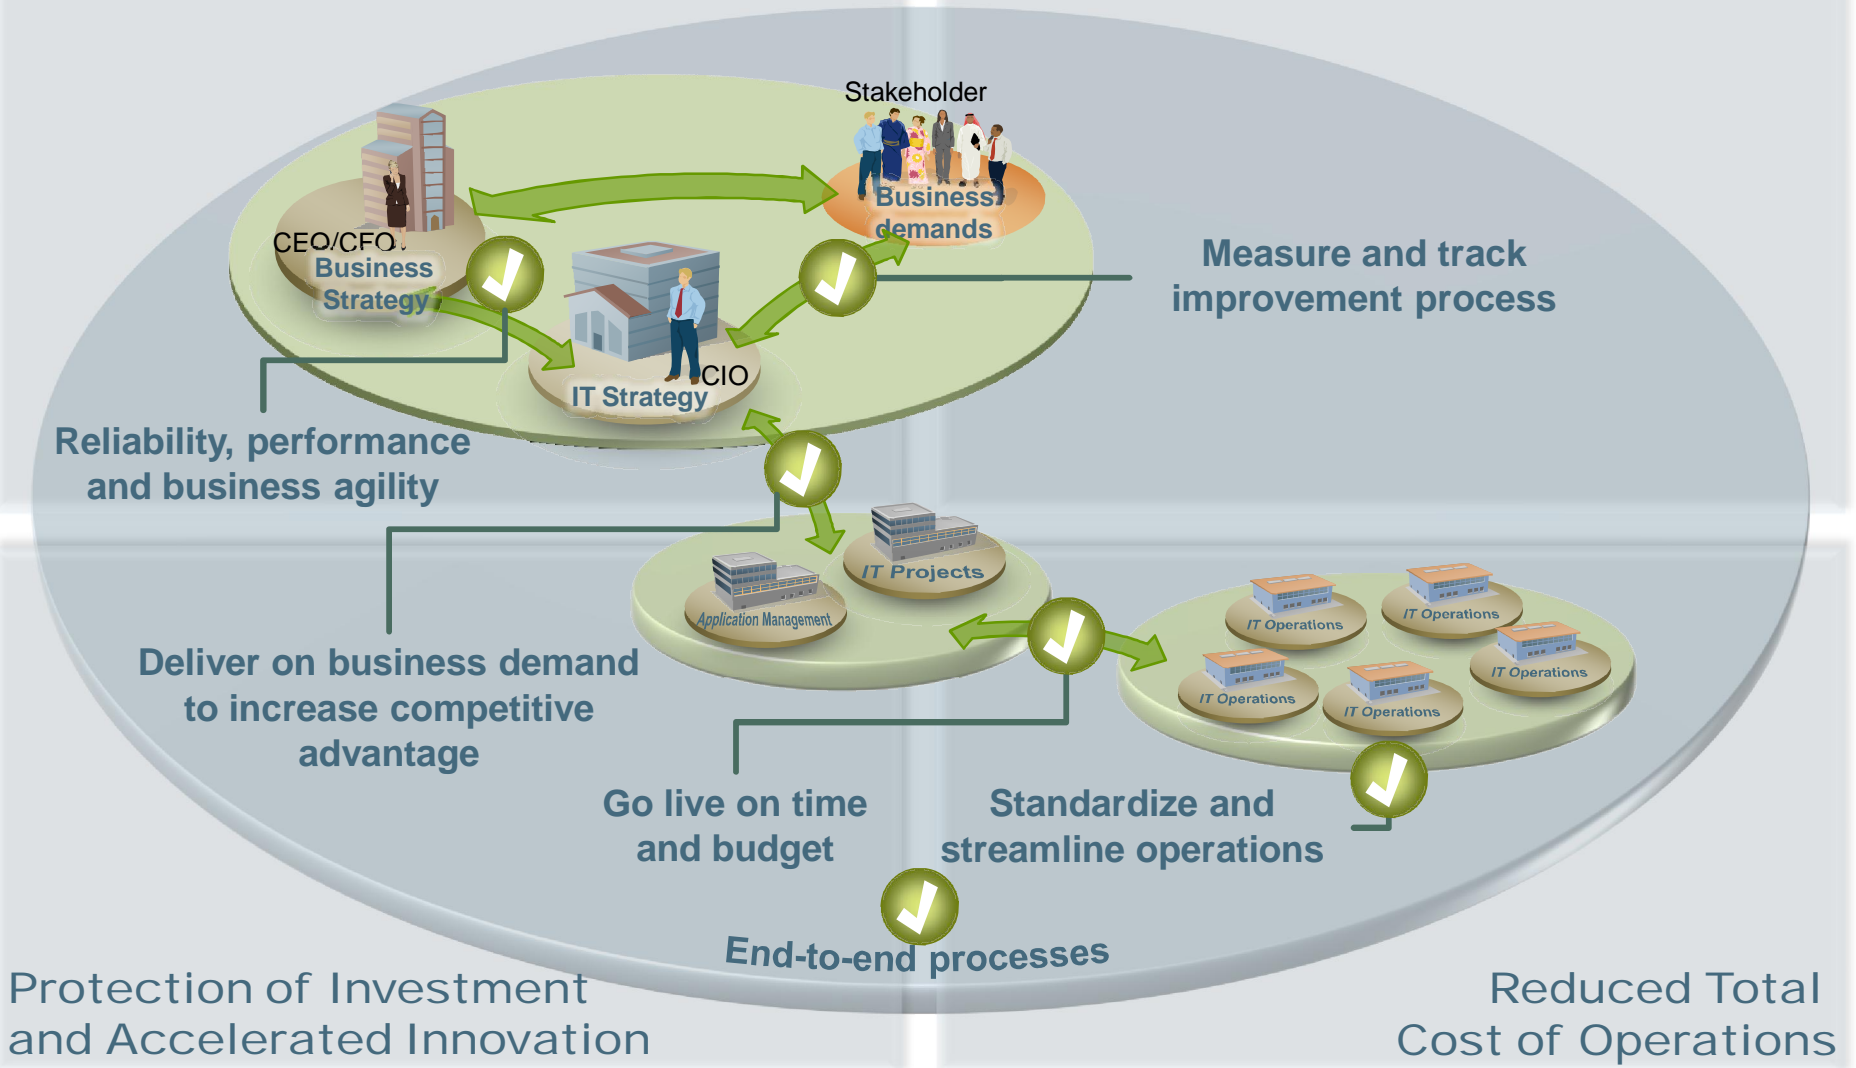 Stakeholder
Business
demands
CEO/CFO
Business
Strategy
Measure and track
improvement process
CIO
IT Strategy
Reliability, performance
and business agility
IT Projects
Application Management
IT Operations
IT Operations
IT Operations
IT Operations
IT Operations
Deliver on business demand
to increase competitive
advantage
Go live on time
and budget
Standardize and
streamline operations
End-to-end processes
Protection of Investment
and Accelerated Innovation
Reduced Total
Cost of Operations